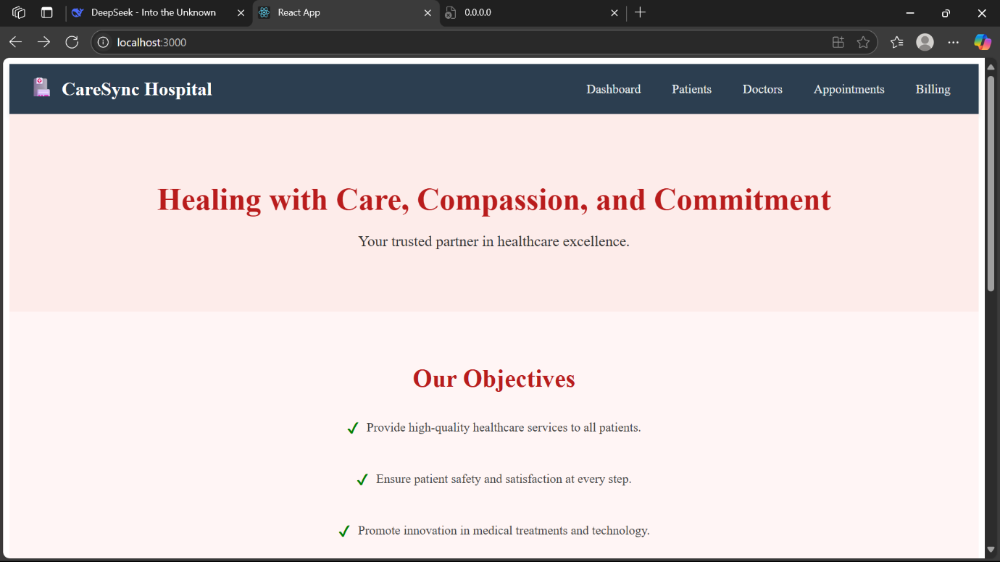 DeepSeek - Into the Unknown
React App
0.0.0.0
localhost:3000
CareSync Hospital
Dashboard
Patients
Doctors
Appointments
Billing
Healing with Care, Compassion, and Commitment
Your trusted partner in healthcare excellence.
Our Objectives
Provide high-quality healthcare services to all patients.
Ensure patient safety and satisfaction at every step.
Promote innovation in medical treatments and technology.